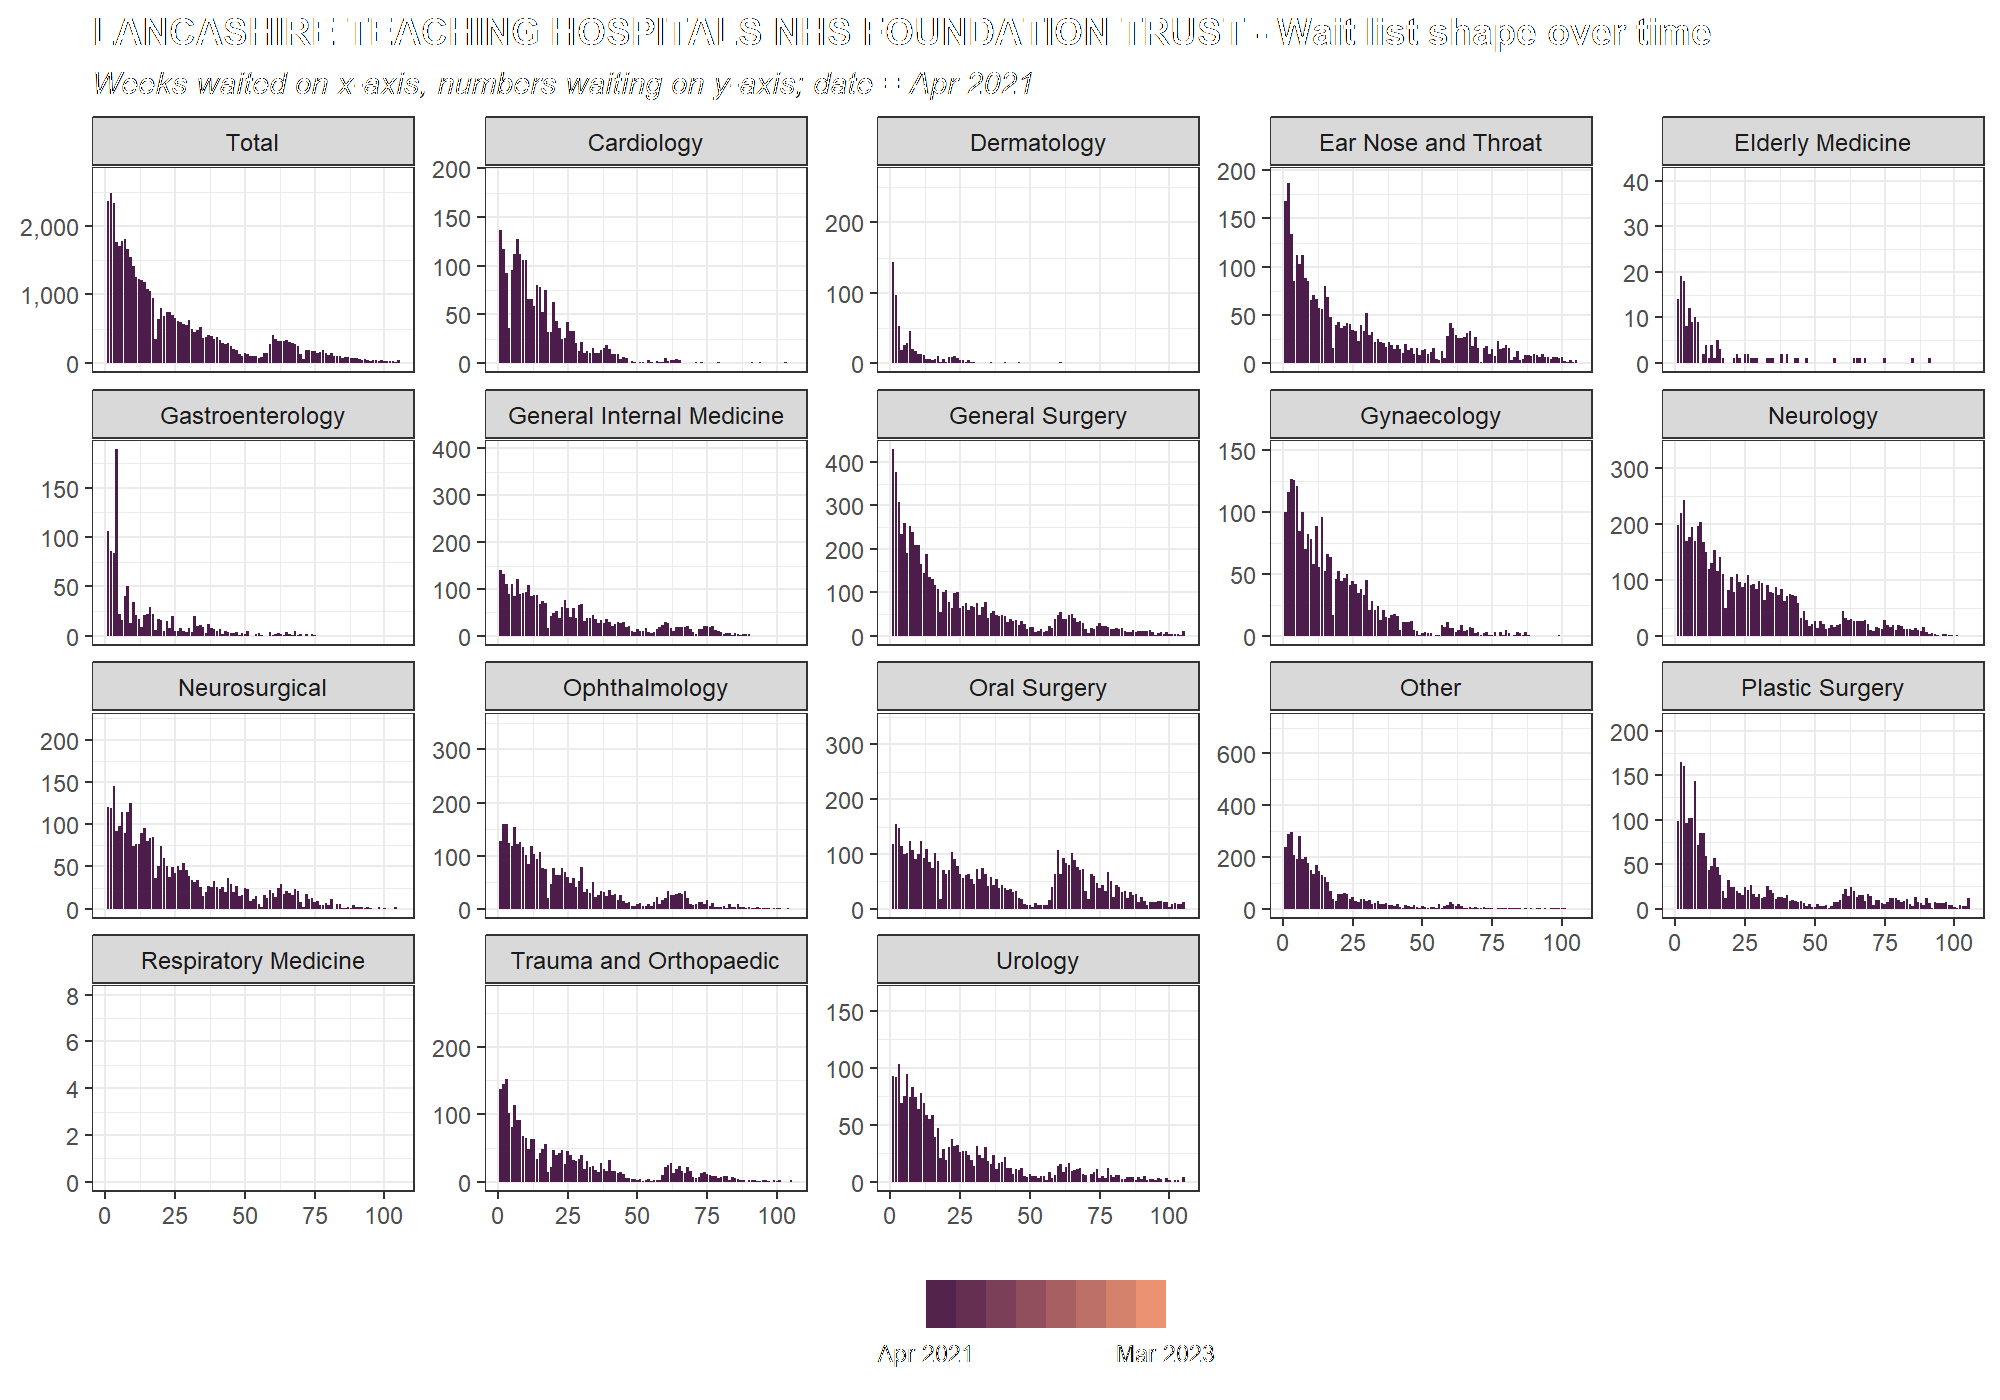 LANCASHIRE TEACHING HOSPITALS NHS FOUNDATION TRUST - Wait list shape over time
Weeks waited on x-axis, numbers waiting on y-axis; date = Apr 2021
Total
Cardiology
Dermatology
Ear Nose and Throat
Elderly Medicine
2,000
1,000
0
200
150
100
50
0
200
100
0
200
150
100
50
0
40
30
20
10
0
Gastroenterology
General Internal Medicine
General Surgery
Gynaecology
Neurology
150
100
50
0
400
300
200
100
0
400
300
200
100
0
150
100
50
0
300
200
100
0
Neurosurgical
Ophthalmology
Oral Surgery
Other
Plastic Surgery
200
150
100
50
0
300
200
100
0
300
200
100
0
600
400
200
0
200
150
100
50
0
0 25 50 75 100
0 25 50 75 100
Respiratory Medicine
Trauma and Orthopaedic
Urology
8
6
4
2
0
200
100
0
150
100
50
0
0 25 50 75 100
0 25 50 75 100
0 25 50 75 100
Apr 2021
Mar 2023